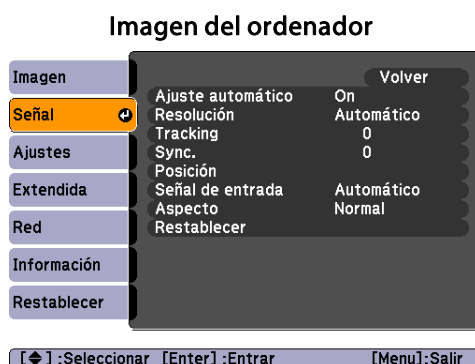 Imagen del ordenador
Imagen
Señal
Ajustes
Extendida
Red
Información
Restablecer
Volver
Ajuste automático On
Resolución Automático
Tracking 0
Sync. 0
Posición
Señal de entrada Automático
Aspecto Normal
Restablecer
[◆] :Seleccionar [Enter] :Entrar [Menu]:Salir